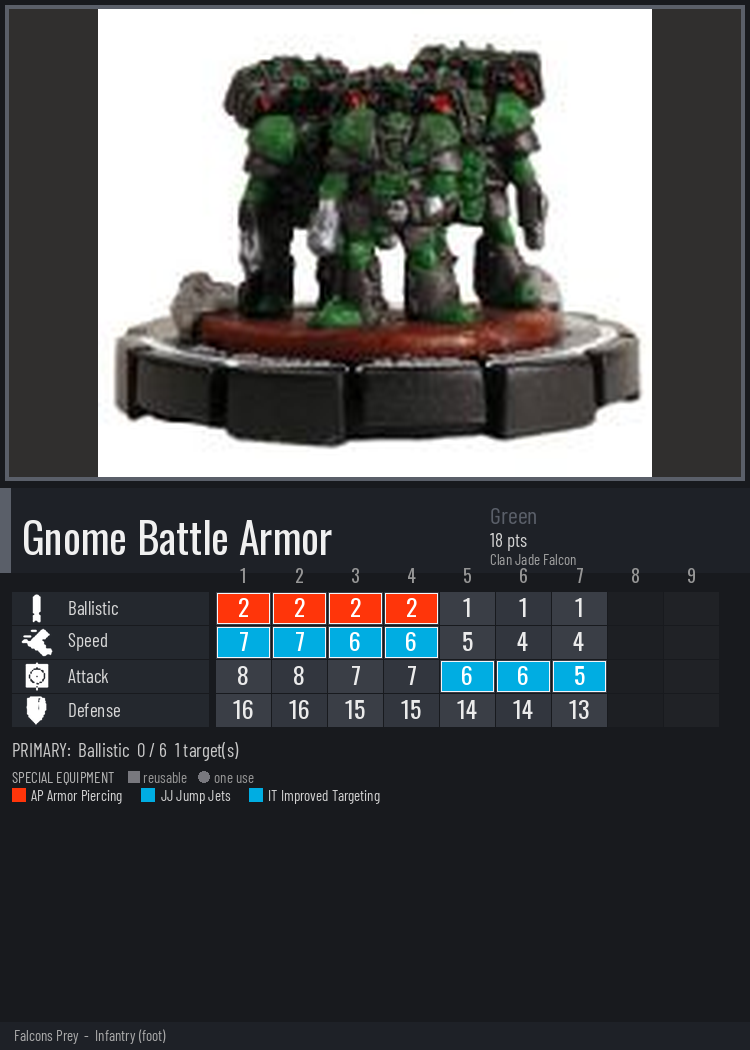 Gnome Battle Armor
Green
18 pts
Clan Jade Falcon
1 2 3 4 5 6 7 8 9
Ballistic 2 2 2 2 1 1 1
Speed 7 7 6 6 5 4 4
Attack 8 8 7 7 6 6 5
Defense 16 16 15 15 14 14 13
PRIMARY: Ballistic 0 / 6 1 target(s)
SPECIAL EQUIPMENT reusable one use
AP Armor Piercing JJ Jump Jets IT Improved Targeting
Falcons Prey - Infantry (foot)